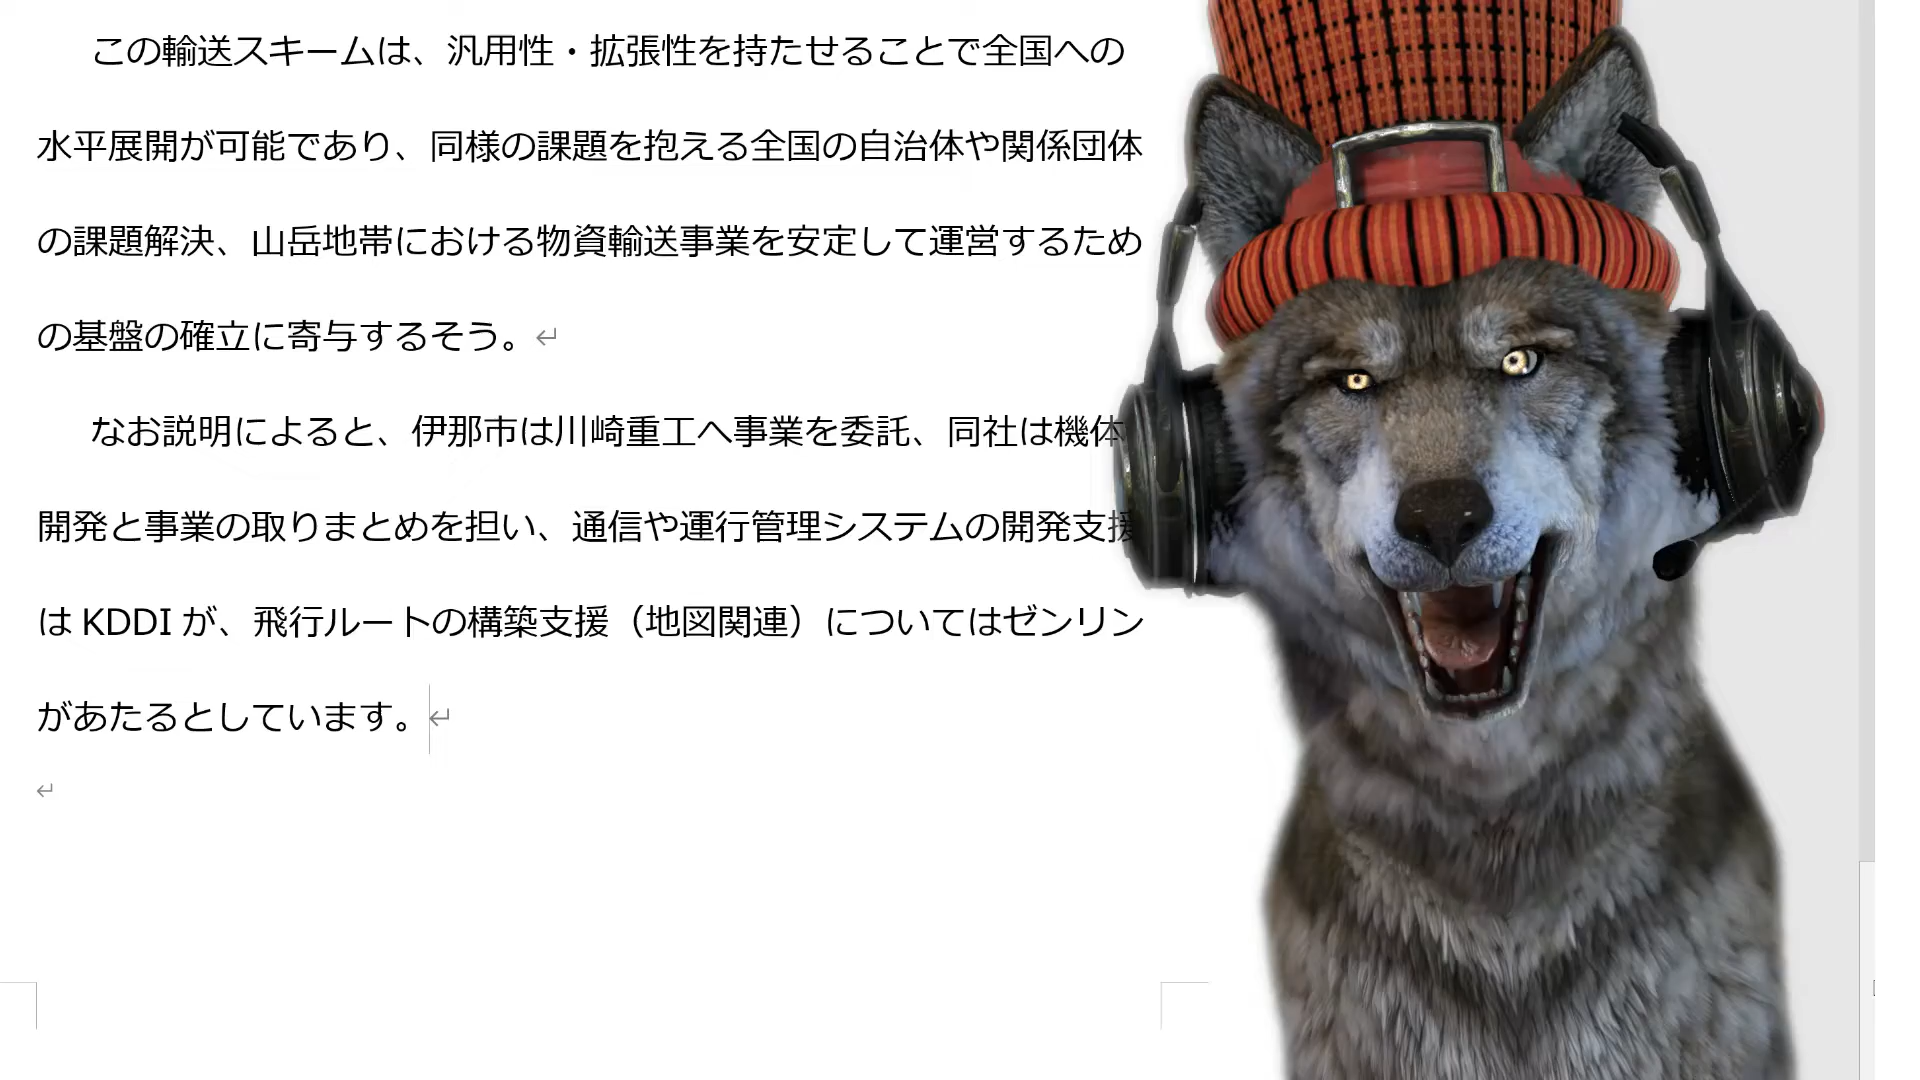 この輸送スキームは、汎用性・拡張性を持たせることで全国への
水平展開が可能であり、同様の課題を抱える全国の自治体や関係団体
の課題解決、山岳地帯における物資輸送事業を安定して運営するため
の基盤の確立に寄与するそう。
なお説明によると、伊那市は川崎重工へ事業を委託、同社は機体
開発と事業の取りまとめを担い、通信や運行管理システムの開発支援
は KDDI が、飛行ルートの構築支援（地図関連）についてはゼンリン
があたるとしています。